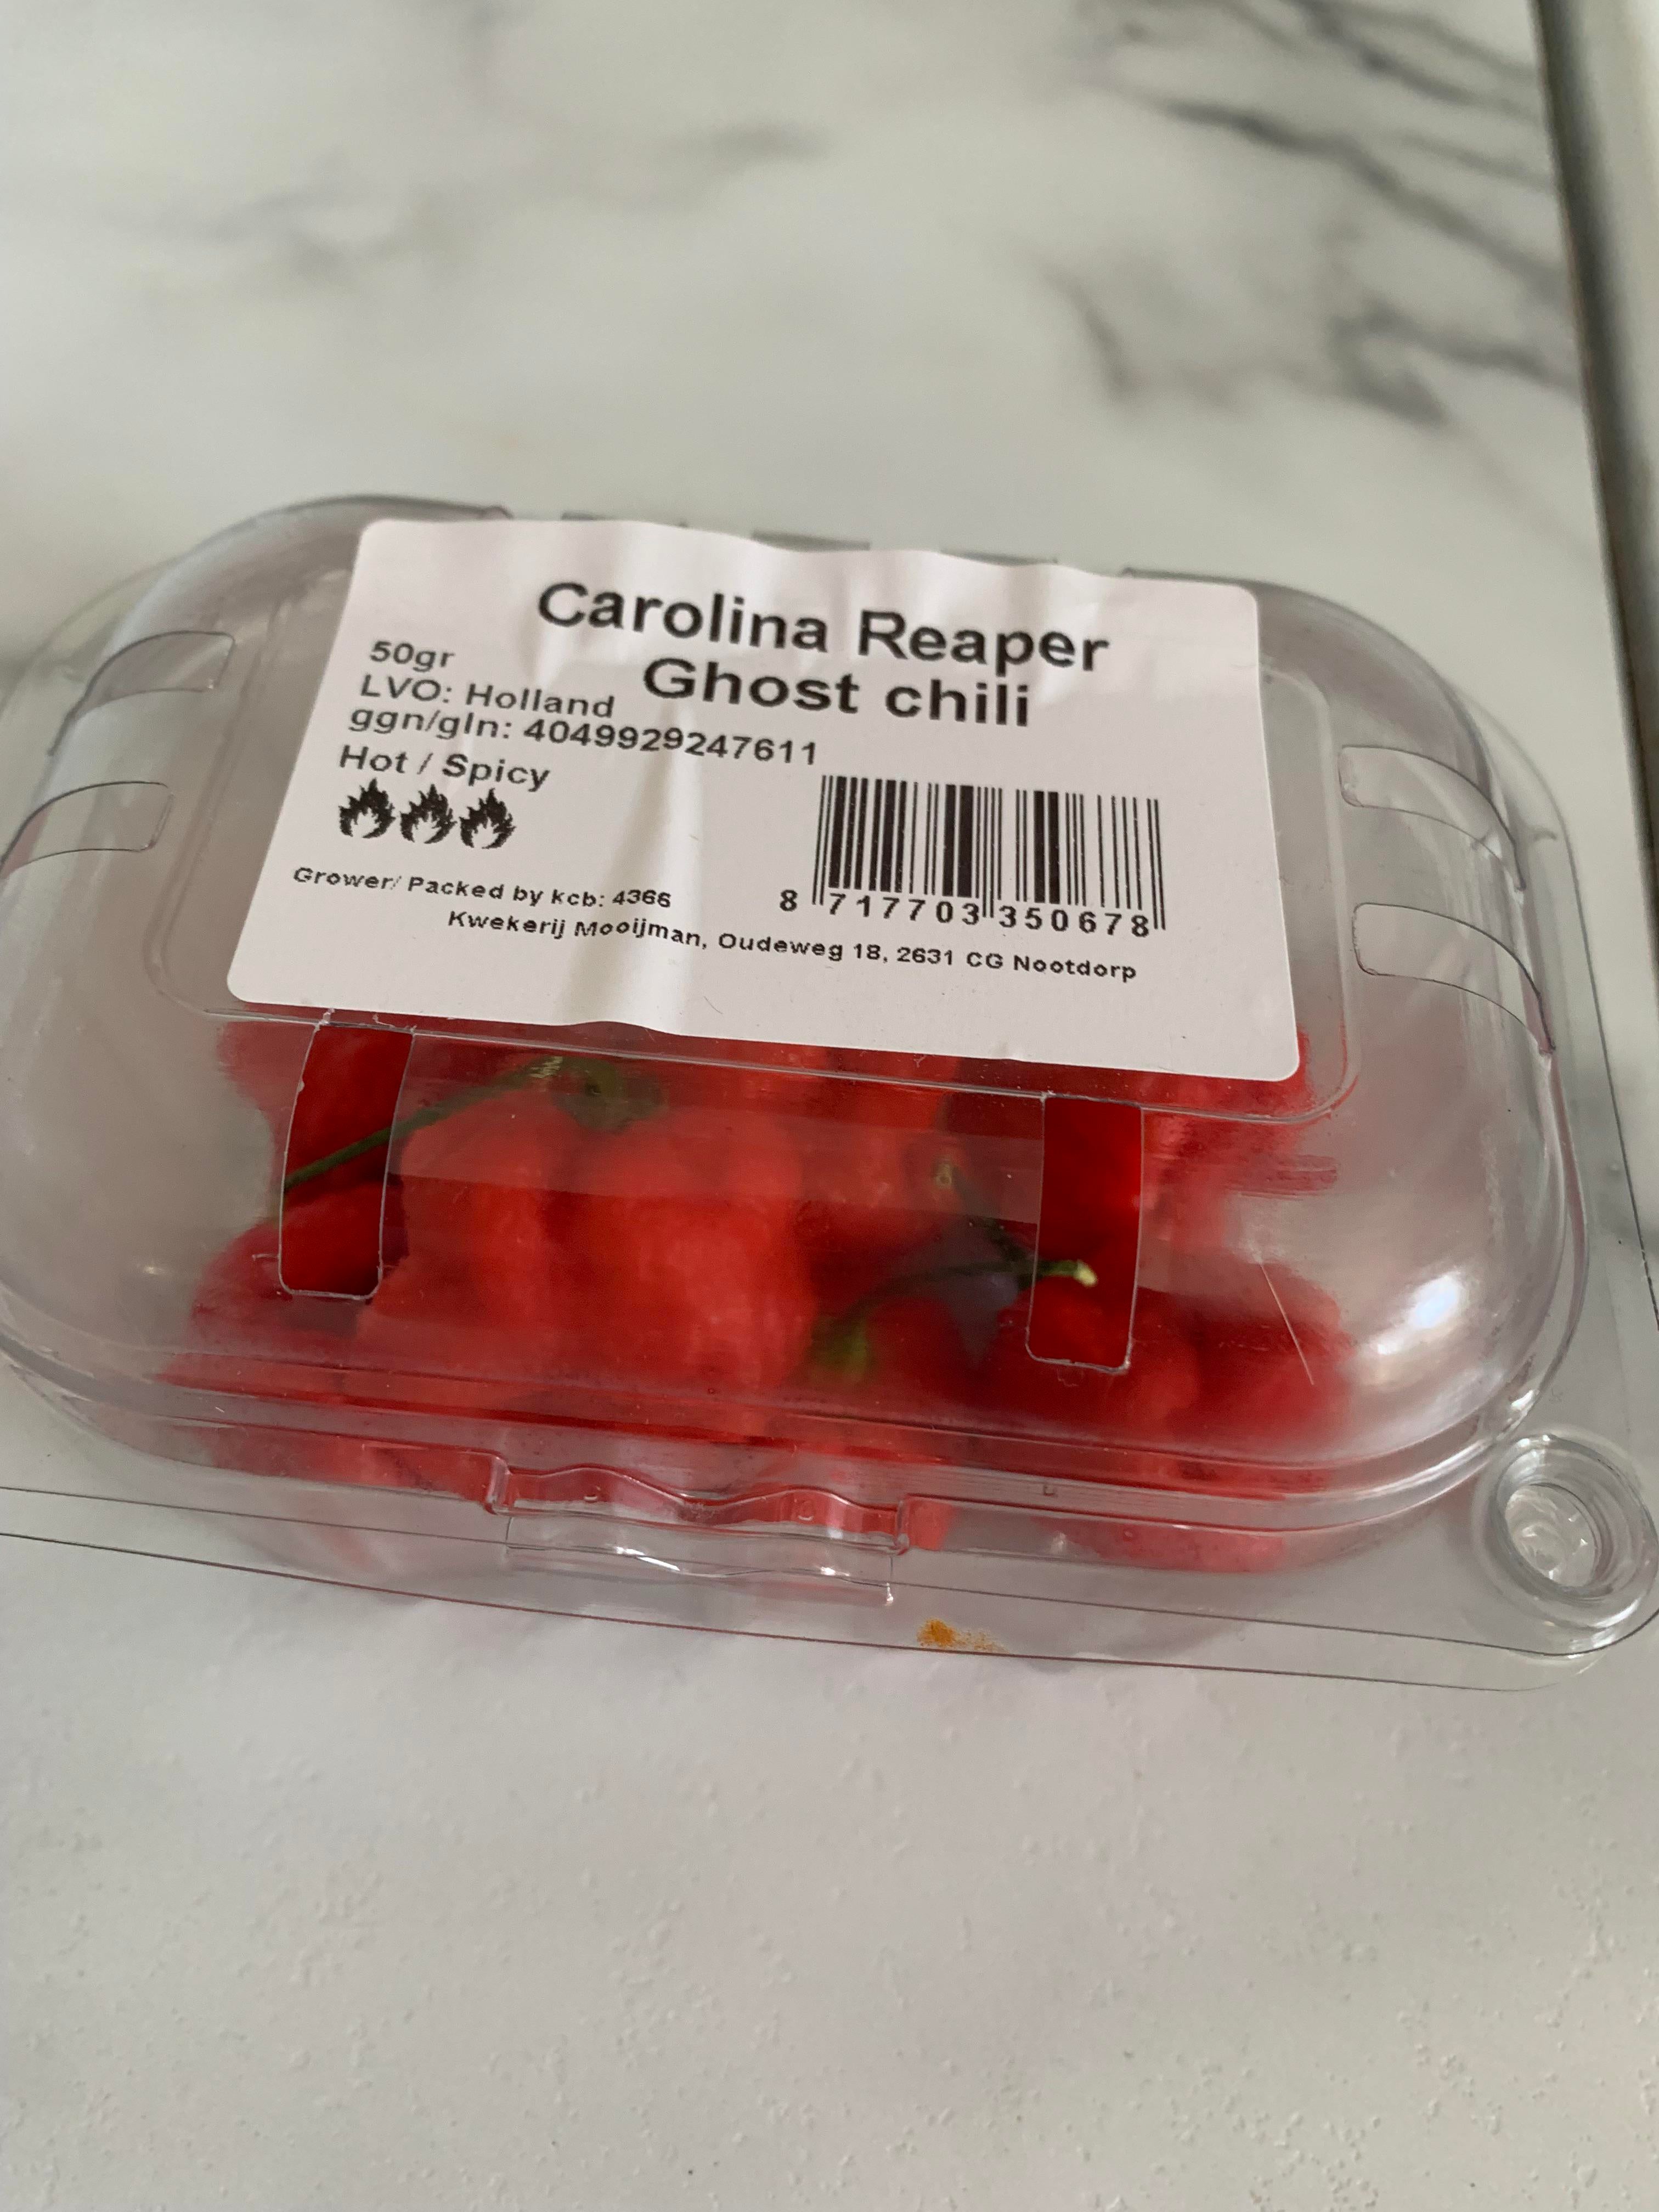 Carolina Reaper
Ghost chili
50gr
LVO: Holland
ggn/gln: 4049929247611
Hot / Spicy
Grower/ Packed by kcb: 4366
Kwekerij Mooijman, Oudeweg 18, 2631 CG Nootdorp
8 717703 350678